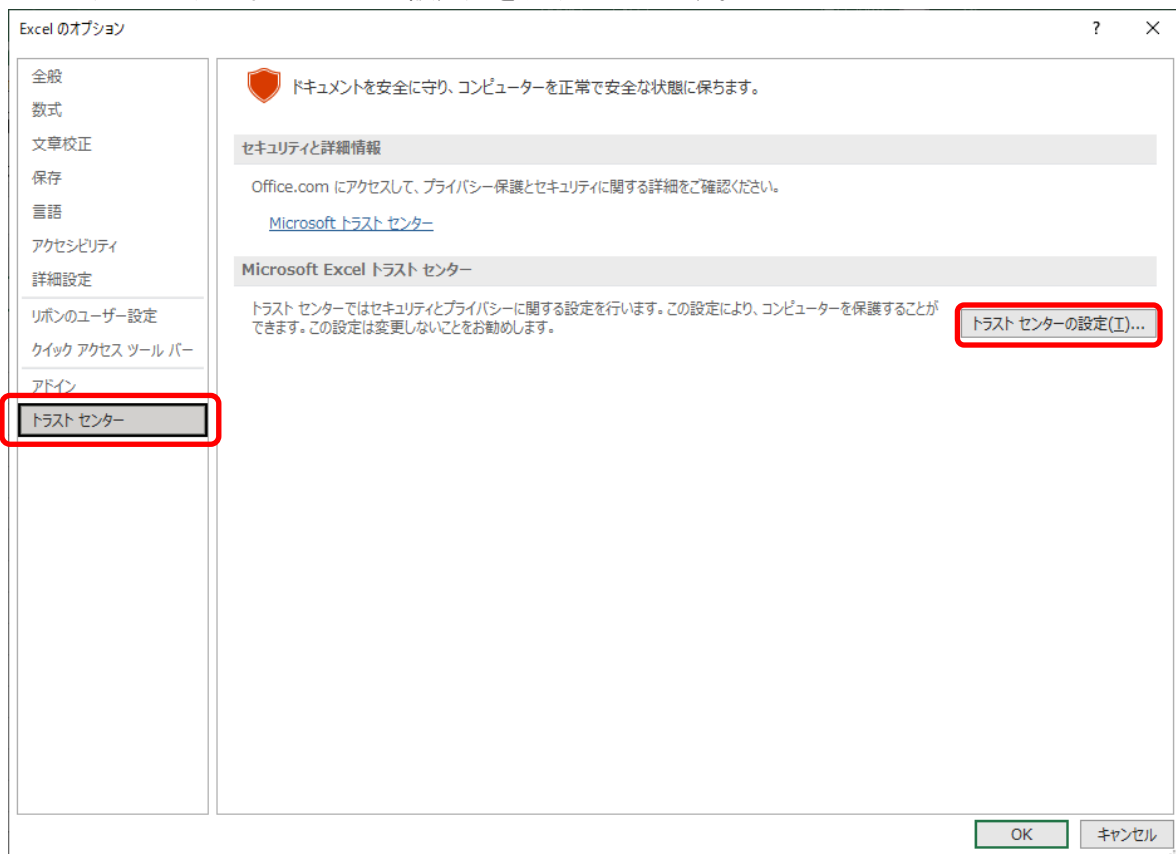 Excel のオプション
?
×
全般
数式
文章校正
保存
言語
アクセシビリティ
詳細設定
リボンのユーザー設定
クイック アクセス ツール バー
アドイン
トラスト センター
ドキュメントを安全に守り、コンピューターを正常で安全な状態に保ちます。
セキュリティと詳細情報
Office.com にアクセスして、プライバシー保護とセキュリティに関する詳細をご確認ください。
Microsoft トラスト センター
Microsoft Excel トラスト センター
トラスト センターではセキュリティとプライバシーに関する設定を行います。この設定により、コンピューターを保護することが
できます。この設定は変更しないことをお勧めします。
トラスト センターの設定(T)...
OK
キャンセル